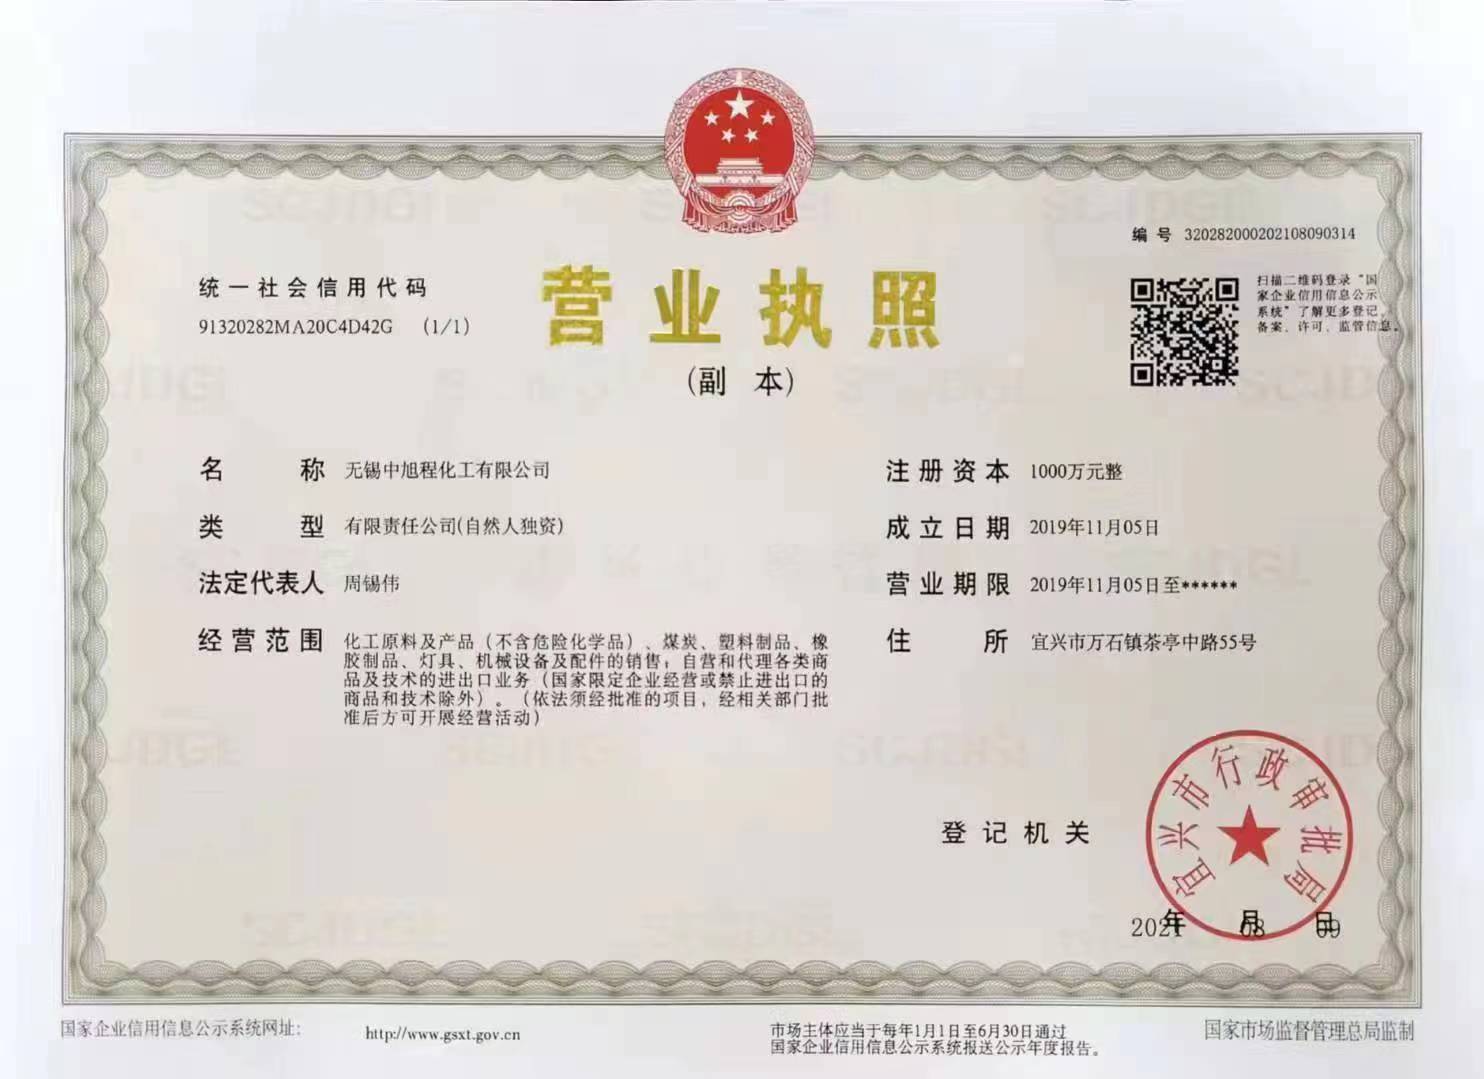 编号 320282000202108090314
统一社会信用代码
91320282MA20C4D42G (1/1)
营业执照
(副本)
扫描二维码登录“国
家企业信用信息公示
系统”了解更多登记、
备案、许可、监管信息。
名称 无锡中旭程化工有限公司
注册资本 1000万元整
类型 有限责任公司(自然人独资)
成立日期 2019年11月05日
法定代表人 周锡伟
营业期限 2019年11月05日至******
经营范围 化工原料及产品（不含危险化学品）、煤炭、塑料制品、橡
胶制品、灯具、机械设备及配件的销售；自营和代理各类商
品及技术的进出口业务（国家限定企业经营或禁止进出口的
商品和技术除外）。（依法须经批准的项目，经相关部门批
准后方可开展经营活动）
住所 宜兴市万石镇茶亭中路55号
登记机关
宜兴市行政审批局
2021年08月09日
国家企业信用信息公示系统网址: http://www.gsxt.gov.cn
市场主体应当于每年1月1日至6月30日通过
国家企业信用信息公示系统报送公示年度报告。
国家市场监督管理总局监制